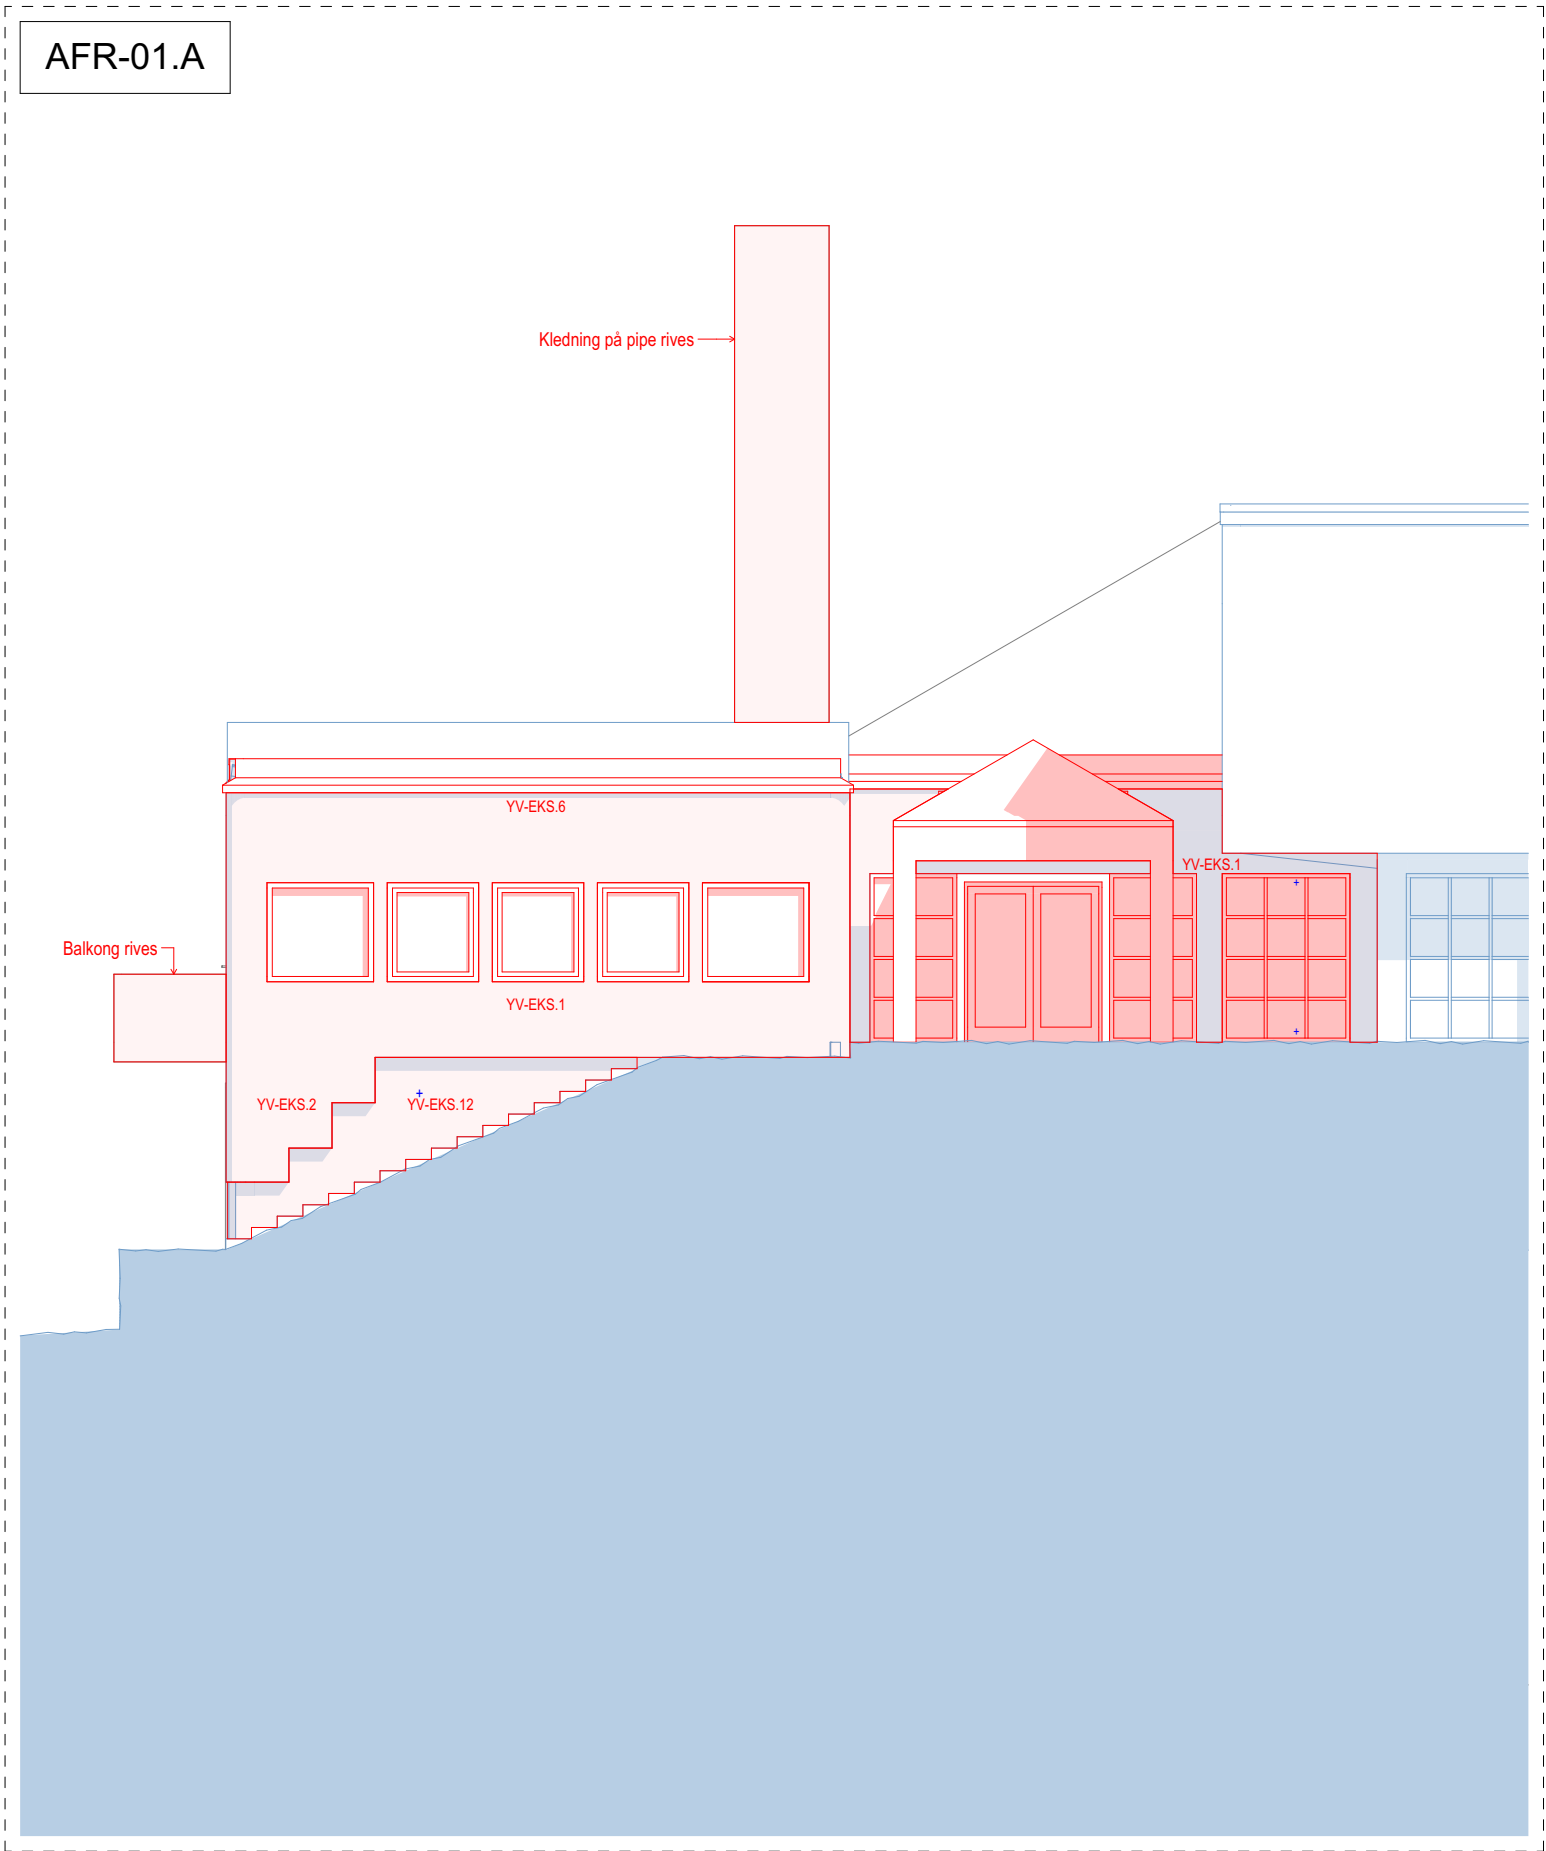 AFR-01.A
Kledning på pipe rives
YV-EKS.6
YV-EKS.1
Balkong rives
YV-EKS.1
YV-EKS.2
YV-EKS.12